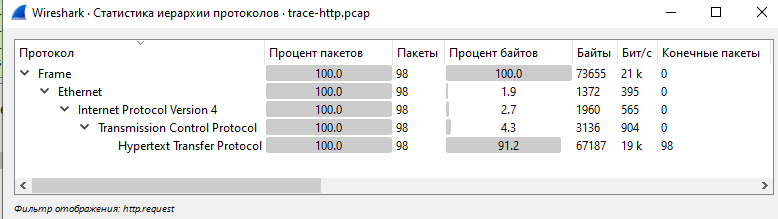 Wireshark · Статистика иерархии протоколов · trace-http.pcap
Протокол Процент пакетов Пакеты Процент байтов Байты Бит/с Конечные пакеты
Frame 100.0 98 100.0 73655 21 k 0
Ethernet 100.0 98 1.9 1372 395 0
Internet Protocol Version 4 100.0 98 2.7 1960 565 0
Transmission Control Protocol 100.0 98 4.3 3136 904 0
Hypertext Transfer Protocol 100.0 98 91.2 67187 19 k 98
Фильтр отображения: http.request